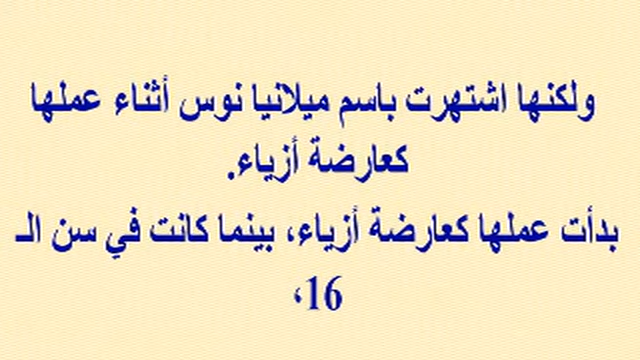 ولكنها اشتهرت باسم ميلانيا نوس أثناء عملها
كعارضة أزياء.
بدأت عملها كعارضة أزياء، بينما كانت في سن الـ
16،